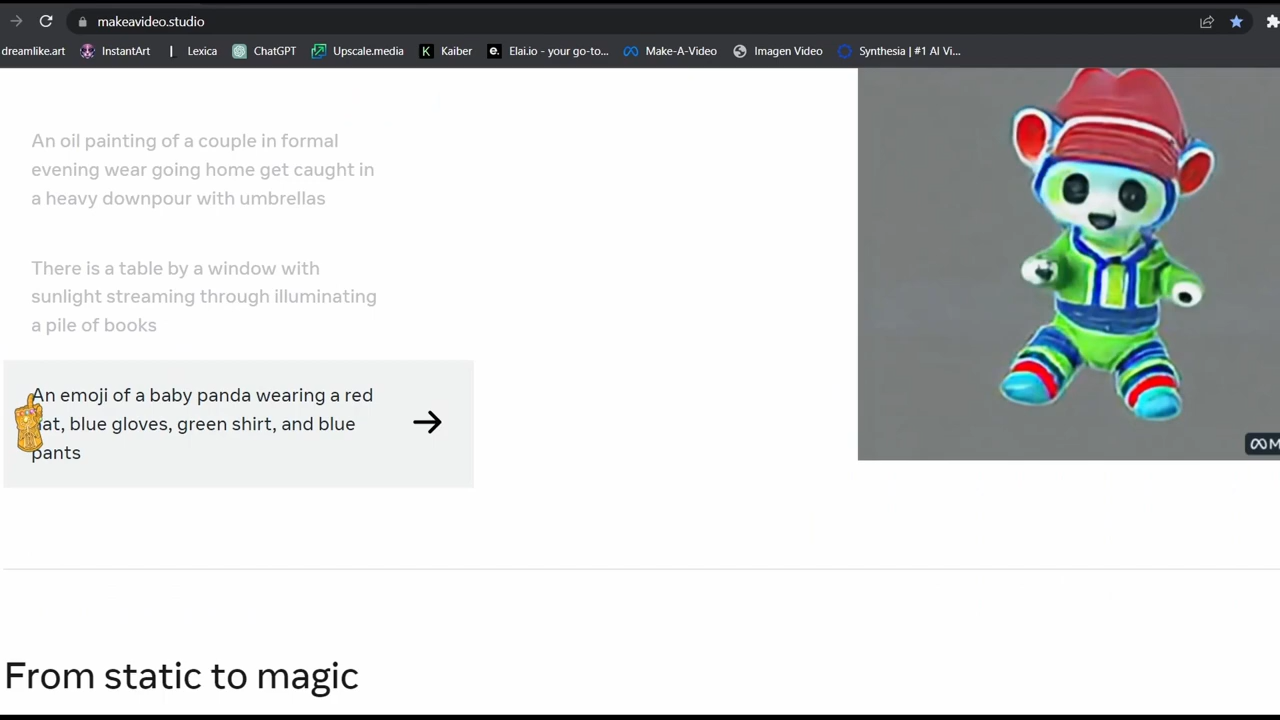 makeavideo.studio
dreamlike.art InstantArt Lexica ChatGPT Upscale.media Kaiber Elai.io - your go-to... Make-A-Video Imagen Video Synthesia | #1 AI Vi...
An oil painting of a couple in formal
evening wear going home get caught in
a heavy downpour with umbrellas
There is a table by a window with
sunlight streaming through illuminating
a pile of books
An emoji of a baby panda wearing a red
hat, blue gloves, green shirt, and blue
pants
M
From static to magic